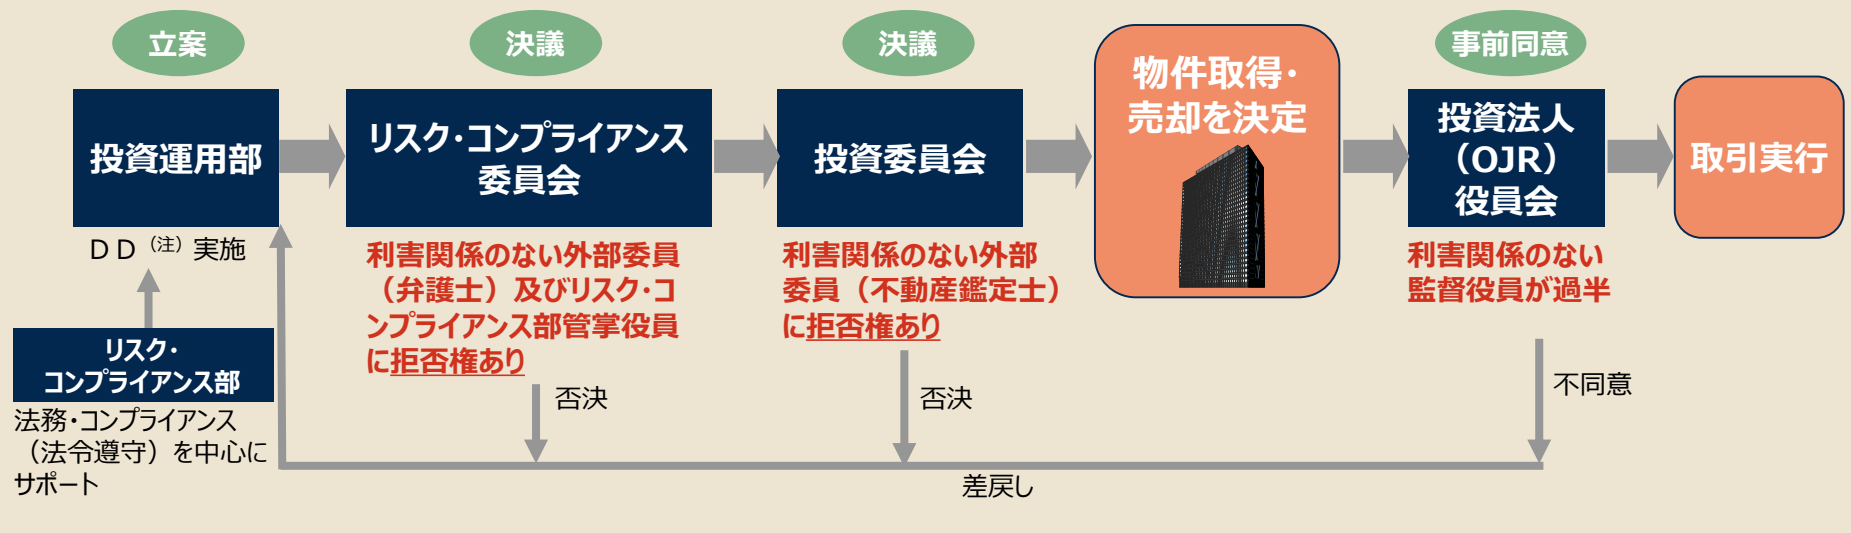 立案
投資運用部
DD（注）実施
リスク・
コンプライアンス部
法務・コンプライアンス
（法令遵守）を中心に
サポート
決議
リスク・コンプライアンス
委員会
利害関係のない外部委員
（弁護士）及びリスク・コ
ンプライアンス部管掌役員
に拒否権あり
否決
決議
投資委員会
利害関係のない外部
委員（不動産鑑定士）
に拒否権あり
否決
物件取得・
売却を決定
事前同意
投資法人
（OJR）
役員会
利害関係のない
監督役員が過半
不同意
取引実行
差戻し